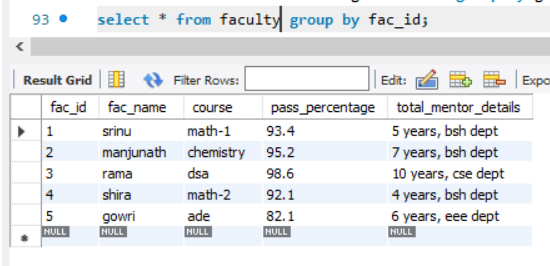 93 select * from faculty group by fac_id;
Result Grid Filter Rows: Edit: Expo
fac_id fac_name course pass_percentage total_mentor_details
1 srinu math-1 93.4 5 years, bsh dept
2 manjunath chemistry 95.2 7 years, bsh dept
3 rama dsa 98.6 10 years, cse dept
4 shira math-2 92.1 4 years, bsh dept
5 gowri ade 82.1 6 years, eee dept
NULL NULL NULL NULL NULL